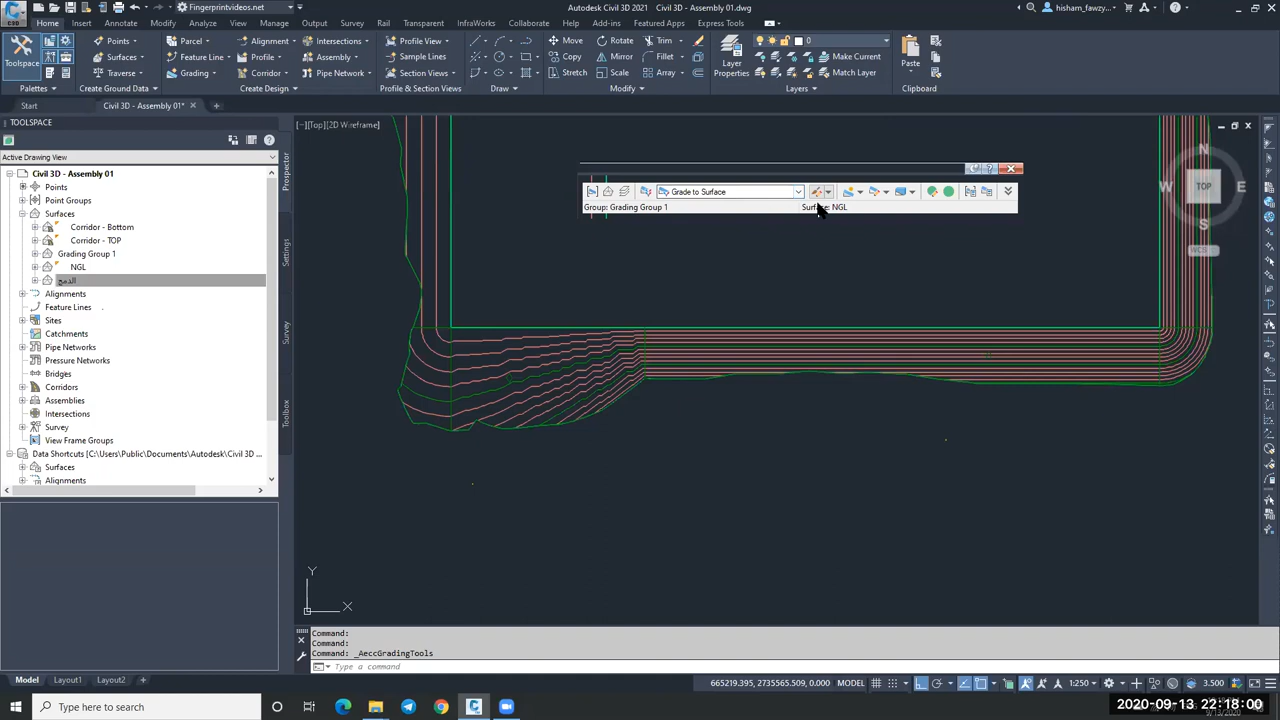 Fingerprintvideos.net
Autodesk Civil 3D 2021 Civil 3D - Assembly 01.dwg
hisham_fawzy...
Home Insert Annotate Modify Analyze View Manage Output Survey Rail Transparent InfraWorks Collaborate Help Add-ins Featured Apps Express Tools
Points Parcel Alignment Intersections Profile View Move Rotate Trim 0
Toolspace Surfaces Feature Line Profile Assembly Sample Lines Copy Mirror Fillet Layer Properties Make Current Paste
Traverse Grading Corridor Pipe Network Section Views Stretch Scale Array Match Layer
Palettes Create Ground Data Create Design Profile & Section Views Draw Modify Layers Clipboard
Start Civil 3D - Assembly 01*
TOOLSPACE
[−][Top][2D Wireframe]
Active Drawing View
Civil 3D - Assembly 01
Points
Point Groups
Surfaces
Corridor - Bottom
Corridor - TOP
Grading Group 1
NGL
الدمج
Alignments
Feature Lines
Sites
Catchments
Pipe Networks
Pressure Networks
Bridges
Corridors
Assemblies
Intersections
Survey
View Frame Groups
Data Shortcuts [C:\Users\Public\Documents\Autodesk\Civil 3D ...
Surfaces
Alignments
Prospector
Settings
Survey
Toolbox
Grade to Surface
Group: Grading Group 1 Surface: NGL
N
W TOP
S
WCS
Y
X
Command:
Command:
Command: _AeccGradingTools
Type a command
Model Layout1 Layout2
665219.395, 2735565.509, 0.000 MODEL 1:250 3.500
Type here to search
2020-09-13 22:18:00